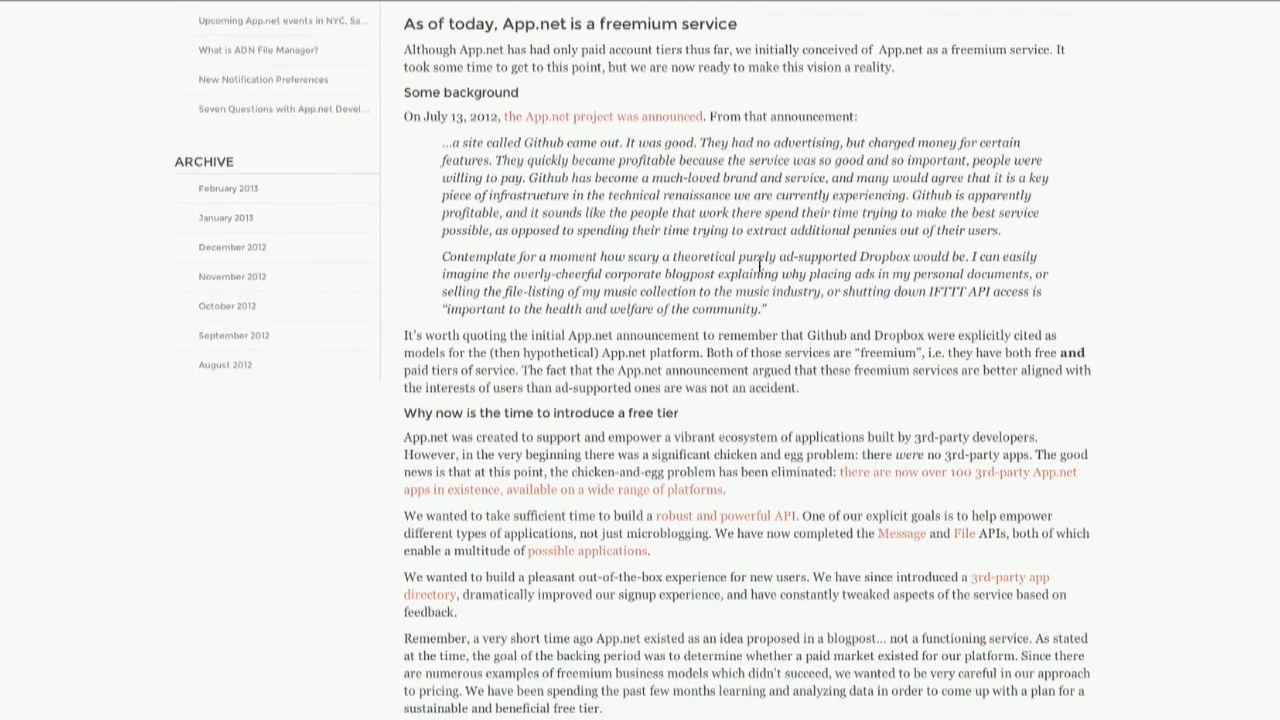 Upcoming App.net events in NYC, Sa...
What is ADN File Manager?
New Notification Preferences
Seven Questions with App.net Devel...
ARCHIVE
February 2013
January 2013
December 2012
November 2012
October 2012
September 2012
August 2012
As of today, App.net is a freemium service
Although App.net has had only paid account tiers thus far, we initially conceived of App.net as a freemium service. It
took some time to get to this point, but we are now ready to make this vision a reality.
Some background
On July 13, 2012, the App.net project was announced. From that announcement:
...a site called Github came out. It was good. They had no advertising, but charged money for certain
features. They quickly became profitable because the service was so good and so important, people were
willing to pay. Github has become a much-loved brand and service, and many would agree that it is a key
piece of infrastructure in the technical renaissance we are currently experiencing. Github is apparently
profitable, and it sounds like the people that work there spend their time trying to make the best service
possible, as opposed to spending their time trying to extract additional pennies out of their users.
Contemplate for a moment how scary a theoretical purely ad-supported Dropbox would be. I can easily
imagine the overly-cheerful corporate blogpost explaining why placing ads in my personal documents, or
selling the file-listing of my music collection to the music industry, or shutting down IFTTT API access is
“important to the health and welfare of the community.”
It’s worth quoting the initial App.net announcement to remember that Github and Dropbox were explicitly cited as
models for the (then hypothetical) App.net platform. Both of those services are “freemium”, i.e. they have both free and
paid tiers of service. The fact that the App.net announcement argued that these freemium services are better aligned with
the interests of users than ad-supported ones are was not an accident.
Why now is the time to introduce a free tier
App.net was created to support and empower a vibrant ecosystem of applications built by 3rd-party developers.
However, in the very beginning there was a significant chicken and egg problem: there were no 3rd-party apps. The good
news is that at this point, the chicken-and-egg problem has been eliminated: there are now over 100 3rd-party App.net
apps in existence, available on a wide range of platforms.
We wanted to take sufficient time to build a robust and powerful API. One of our explicit goals is to help empower
different types of applications, not just microblogging. We have now completed the Message and File APIs, both of which
enable a multitude of possible applications.
We wanted to build a pleasant out-of-the-box experience for new users. We have since introduced a 3rd-party app
directory, dramatically improved our signup experience, and have constantly tweaked aspects of the service based on
feedback.
Remember, a very short time ago App.net existed as an idea proposed in a blogpost... not a functioning service. As stated
at the time, the goal of the backing period was to determine whether a paid market existed for our platform. Since there
are numerous examples of freemium business models which didn’t succeed, we wanted to be very careful in our approach
to pricing. We have been spending the past few months learning and analyzing data in order to come up with a plan for a
sustainable and beneficial free tier.